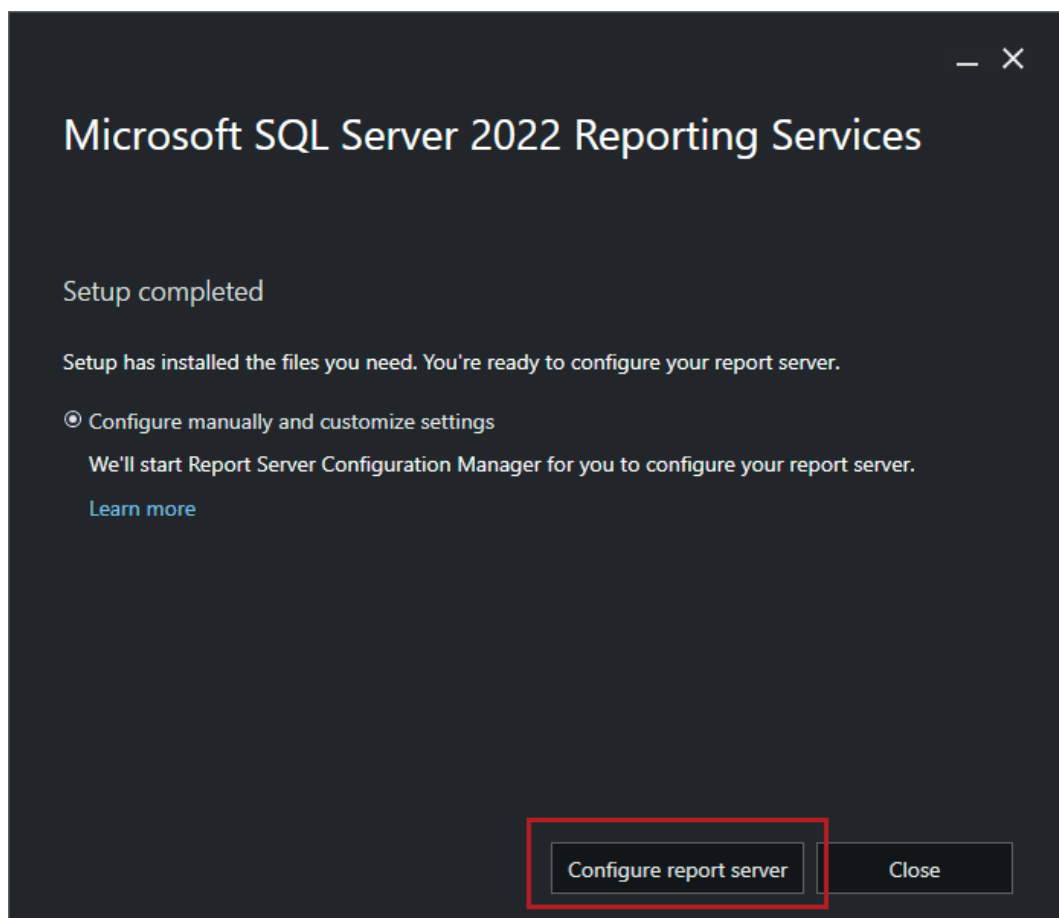 Microsoft SQL Server 2022 Reporting Services
Setup completed
Setup has installed the files you need. You're ready to configure your report server.
Configure manually and customize settings
We'll start Report Server Configuration Manager for you to configure your report server.
Learn more
Configure report server
Close